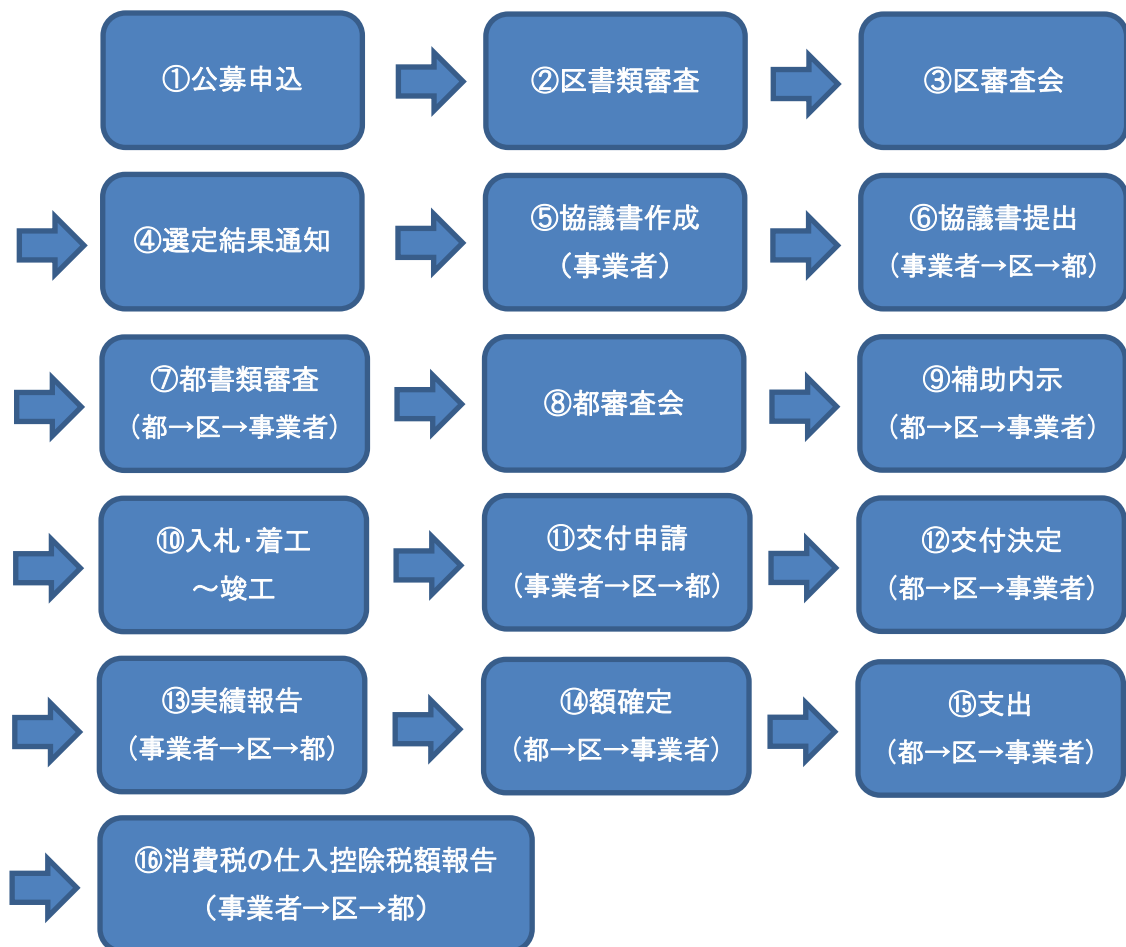 ①公募申込
②区書類審査
③区審査会
④選定結果通知
⑤協議書作成
（事業者）
⑥協議書提出
（事業者→区→都）
⑦都書類審査
（都→区→事業者）
⑧都審査会
⑨補助内示
（都→区→事業者）
⑩入札・着工
～竣工
⑪交付申請
（事業者→区→都）
⑫交付決定
（都→区→事業者）
⑬実績報告
（事業者→区→都）
⑭額確定
（都→区→事業者）
⑮支出
（都→区→事業者）
⑯消費税の仕入控除税額報告
（事業者→区→都）